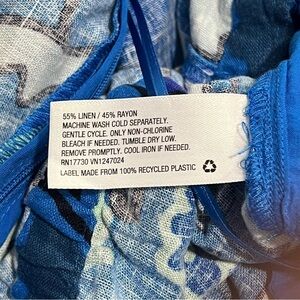 55% LINEN / 45% RAYON
MACHINE WASH COLD SEPARATELY.
GENTLE CYCLE. ONLY NON-CHLORINE
BLEACH IF NEEDED. TUMBLE DRY LOW.
REMOVE PROMPTLY. COOL IRON IF NEEDED.
RN17730 VN1247024
LABEL MADE FROM 100% RECYCLED PLASTIC